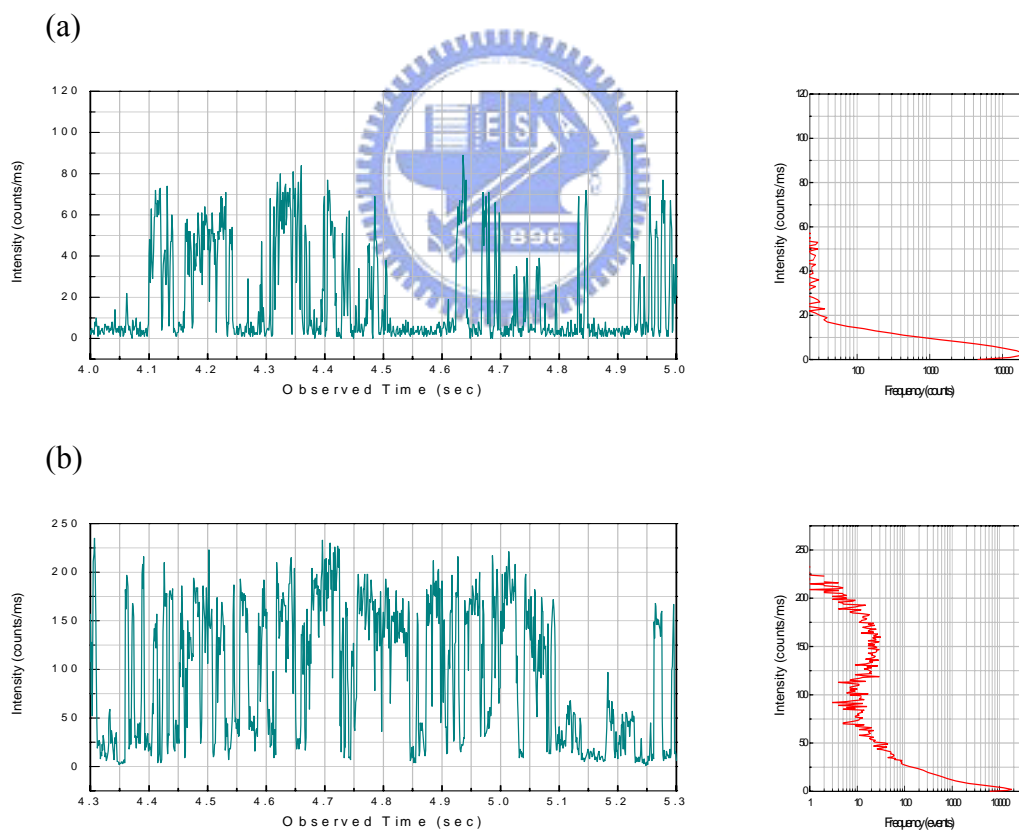 (a)
Intensity (counts/ms)
120
100
80
60
40
20
0
4.0 4.1 4.2 4.3 4.4 4.5 4.6 4.7 4.8 4.9 5.0
Observed Time (sec)
E S A
1896
Intensity (counts/ms)
120
100
80
60
40
20
0
100 1000 10000
Frequency (counts)
(b)
Intensity (counts/ms)
250
200
150
100
50
0
4.3 4.4 4.5 4.6 4.7 4.8 4.9 5.0 5.1 5.2 5.3
Observed Time (sec)
Intensity (counts/ms)
250
200
150
100
50
0
1 10 100 1000 10000
Frequency (events)